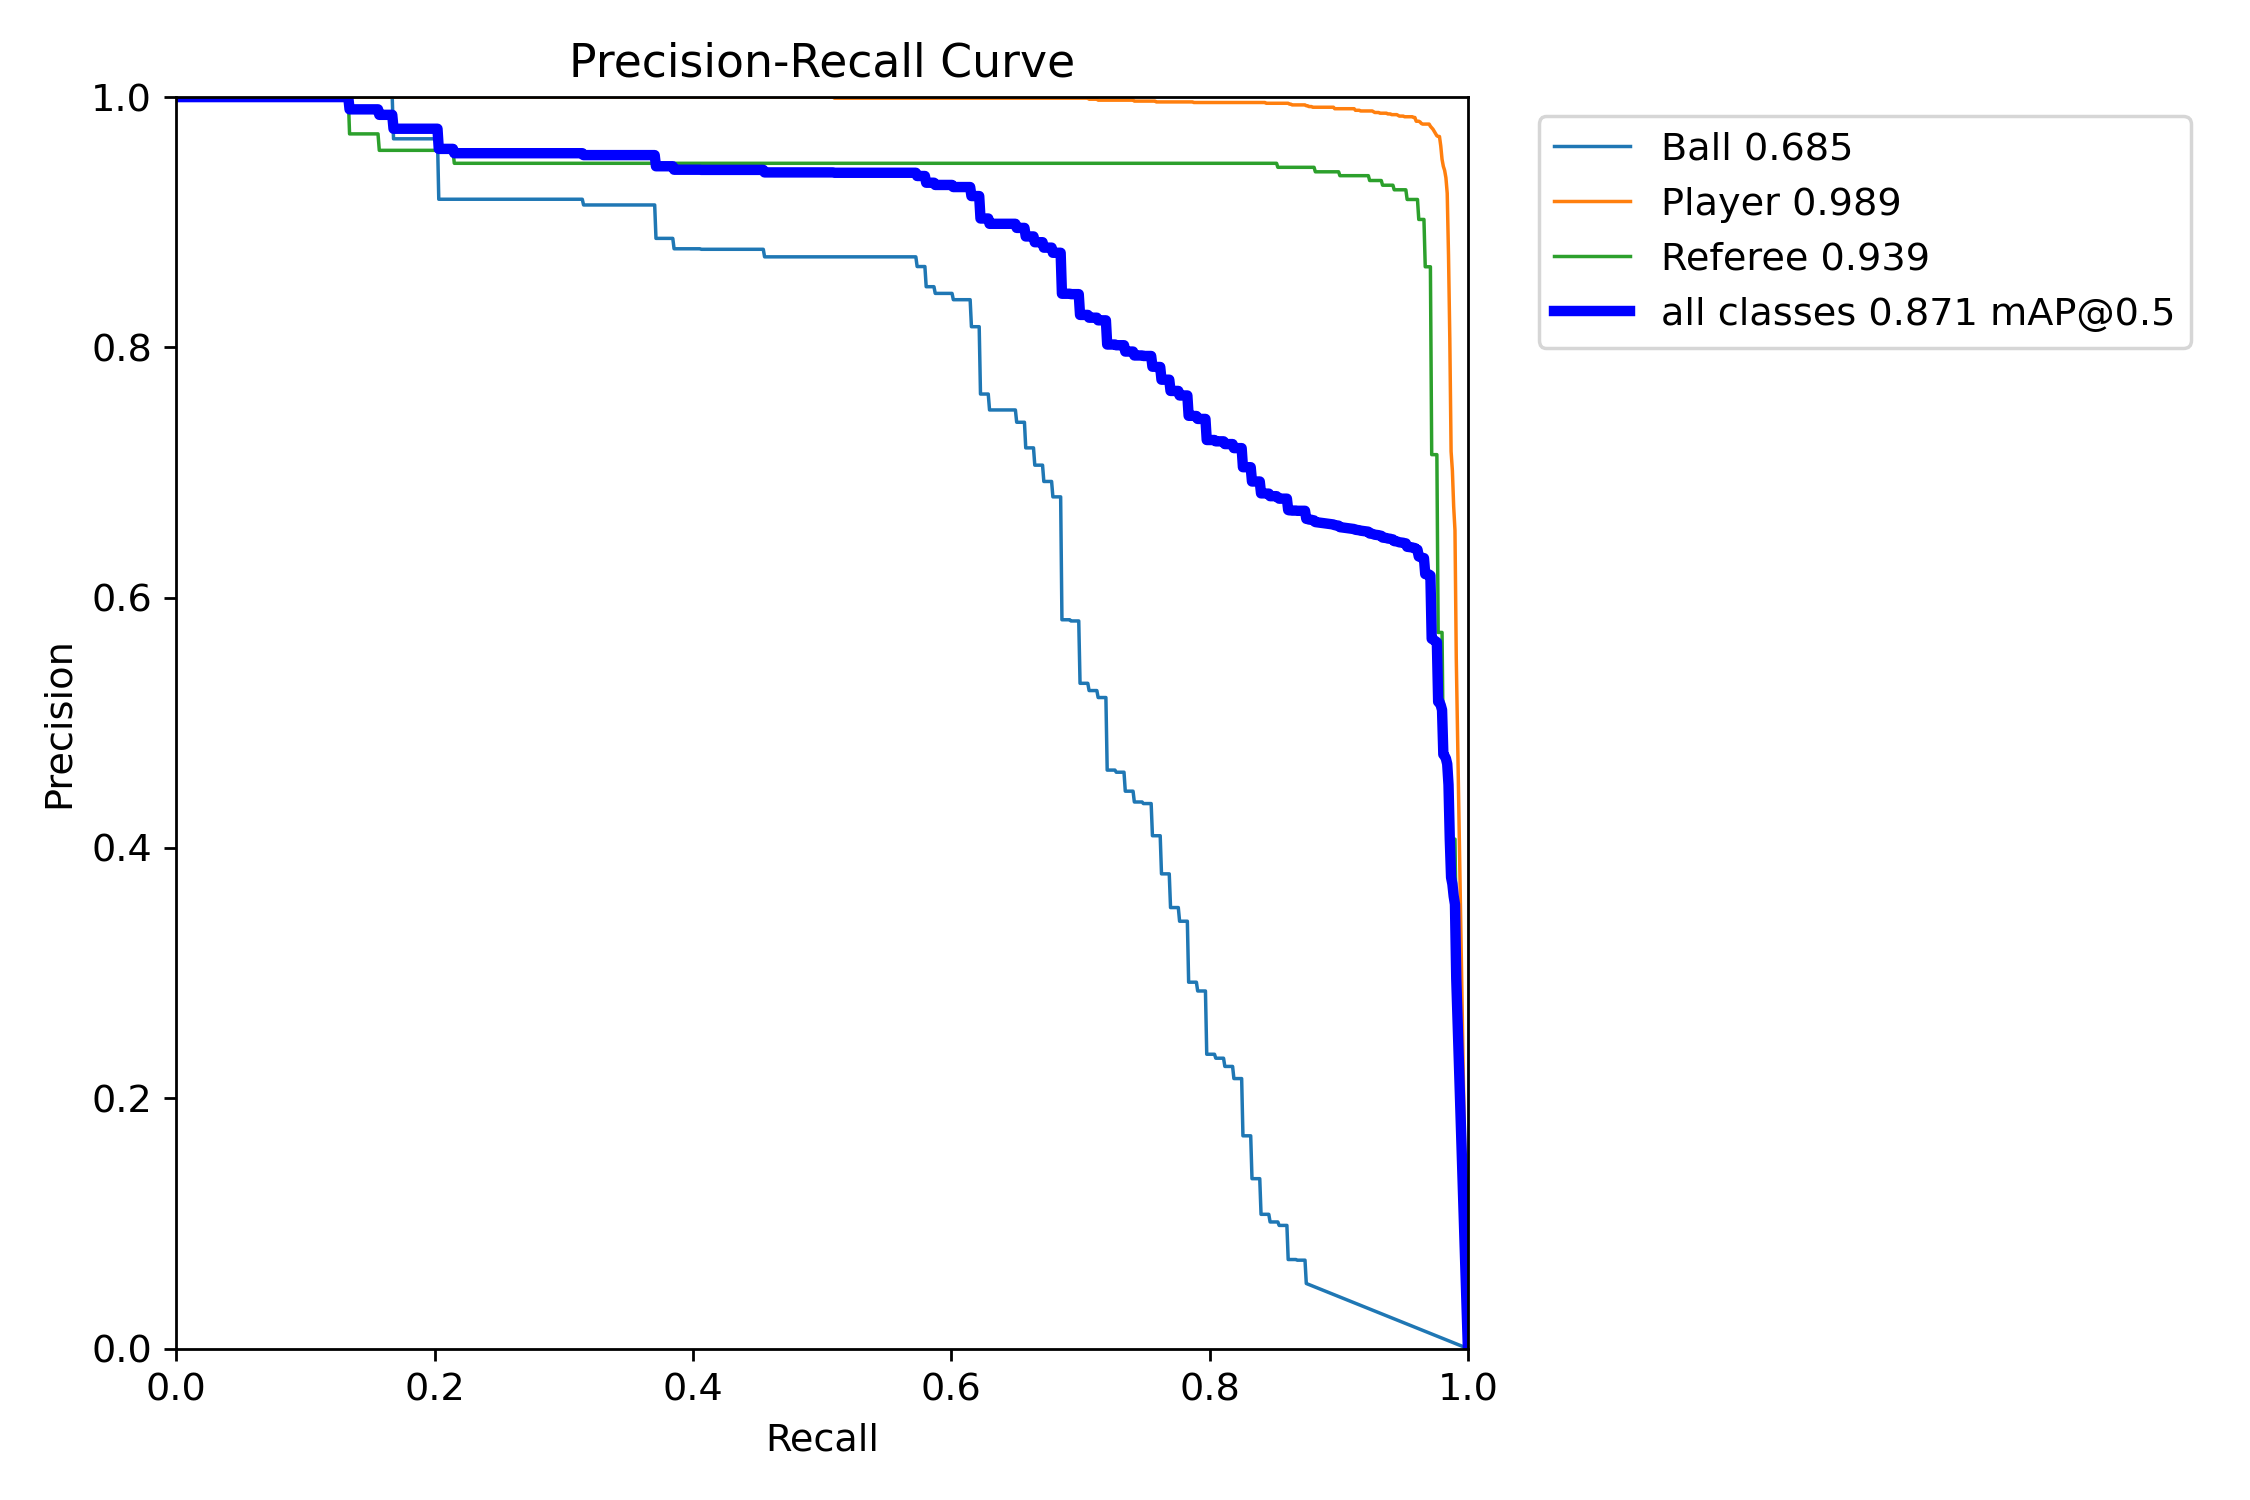 Precision-Recall Curve
1.0
0.8
0.6
0.4
0.2
0.0
Precision
0.0 0.2 0.4 0.6 0.8 1.0
Recall
Ball 0.685
Player 0.989
Referee 0.939
all classes 0.871 mAP@0.5